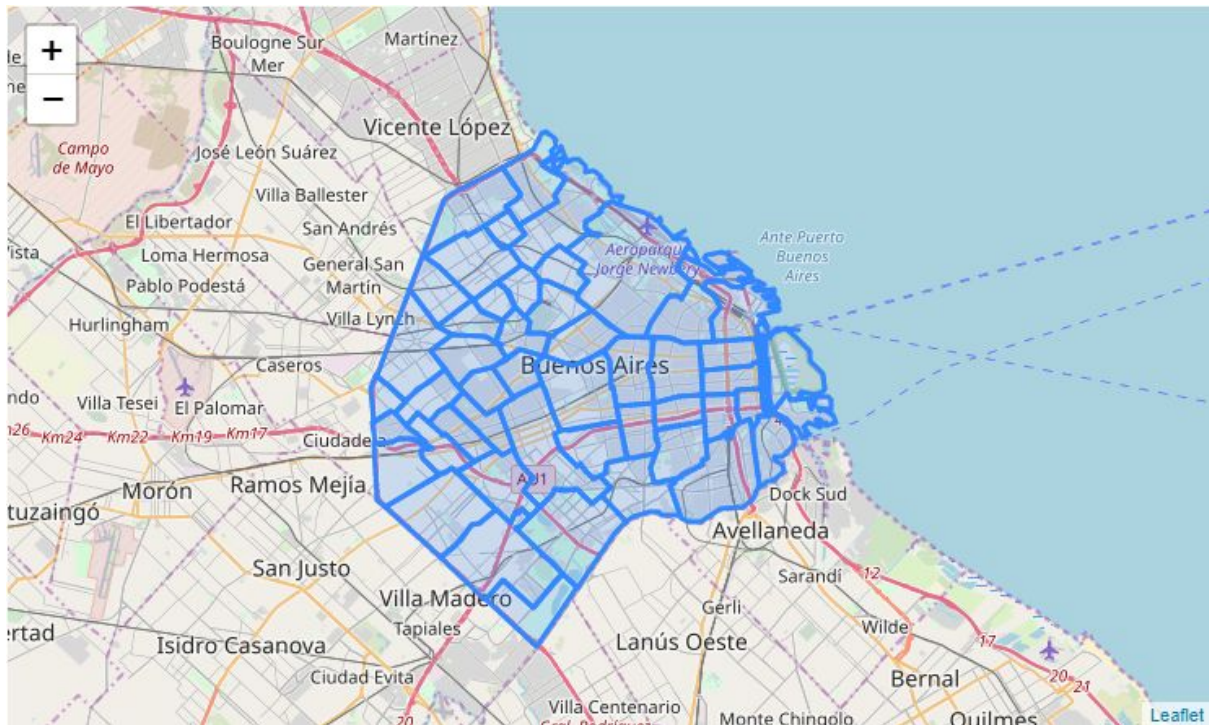 +
−
Boulogne Sur
Mer
Martínez
Campo
de Mayo
Vicente López
José León Suárez
Villa Ballester
El Libertador
San Andrés
Loma Hermosa
General San
Martín
Pablo Podestá
Villa Lynch
Hurlingham
Caseros
Villa Tesei
El Palomar
Km24
Km22
Km19
Km17
Ciudadela
Ramos Mejía
Morón
Aeroparque
Jorge Newbery
Ante Puerto
Buenos
Aires
Buenos Aires
AU1
Dock Sud
Avellaneda
Sarandí
12
San Justo
Villa Madero
Tapiales
Gerli
Lanús Oeste
Wilde
17
Isidro Casanova
Ciudad Evita
20
21
Bernal
20
Villa Centenario
Monte Chingolo
Quilmes
Leaflet